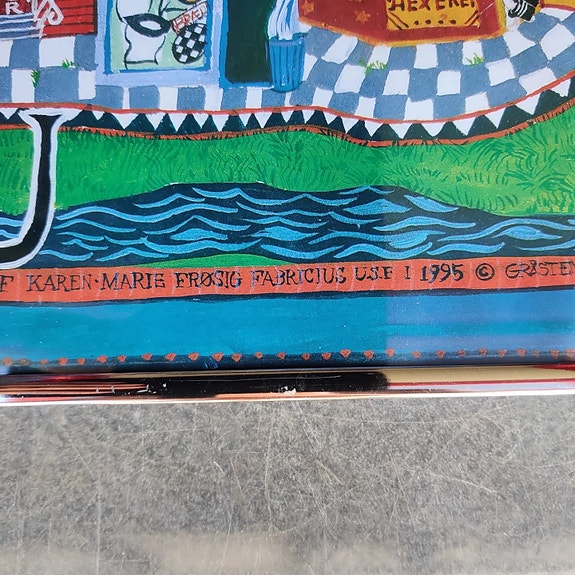 HEXEREI
J
F KAREN·MARIE FRØSIG FABRICIUS U.S.F I 1995 © GRISTEN